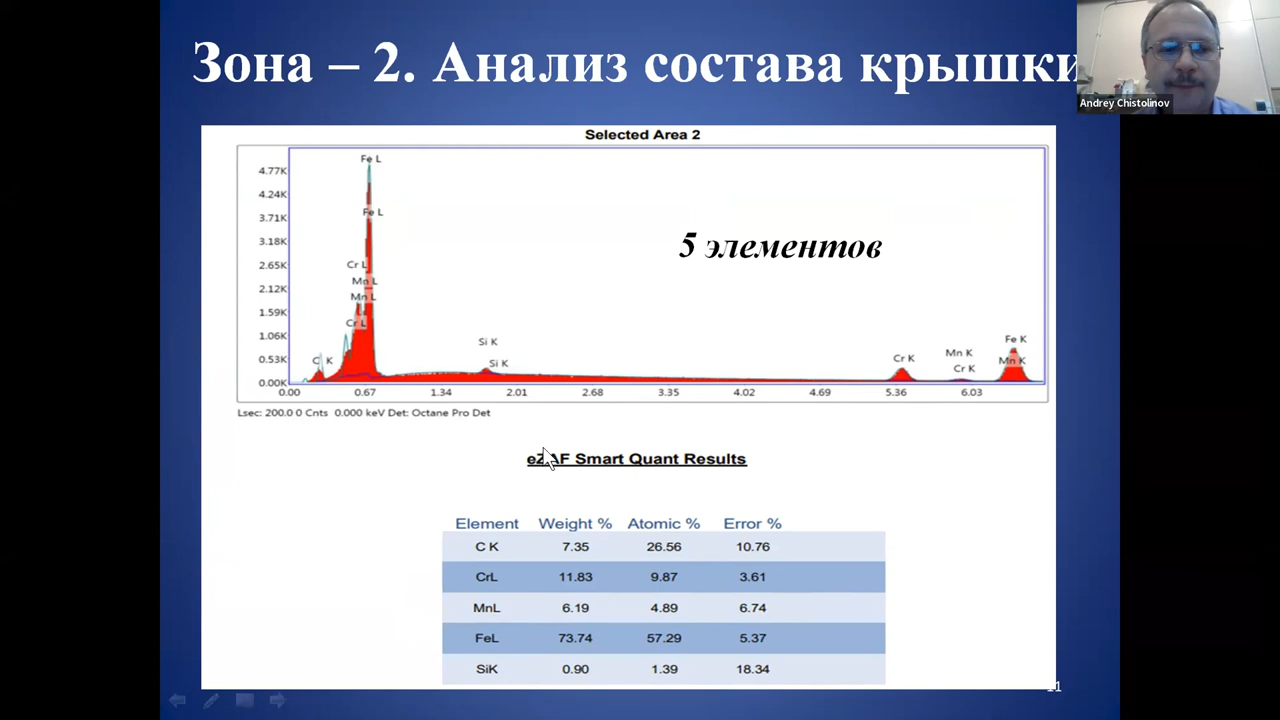 Зона – 2. Анализ состава крышки
Andrey Chistolinov
Selected Area 2
4.77K
4.24K
3.71K
3.18K
2.65K
2.12K
1.59K
1.06K
0.53K
0.00K
Fe L
Fe L
Cr L
Mn L
Mn L
Cr L
C K
Si K
Si K
Cr K
Mn K
Cr K
Fe K
Mn K
5 элементов
0.00 0.67 1.34 2.01 2.68 3.35 4.02 4.69 5.36 6.03
Lsec: 200.0 0 Cnts 0.000 keV Det: Octane Pro Det
eZAF Smart Quant Results
Element Weight % Atomic % Error %
C K 7.35 26.56 10.76
CrL 11.83 9.87 3.61
MnL 6.19 4.89 6.74
FeL 73.74 57.29 5.37
SiK 0.90 1.39 18.34
11